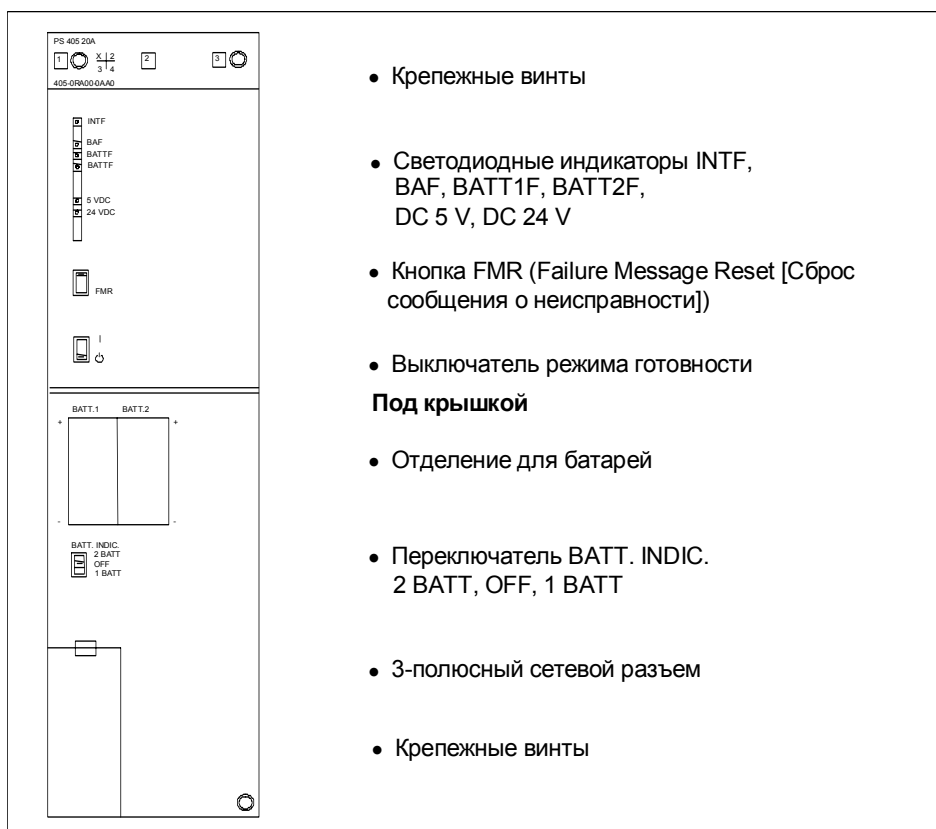 PS 405 20A
1 X 2 2 3
3 4
405-0RA00-0AA0
INTF
BAF
BATTF
BATTF
5 VDC
24 VDC
FMR
I
BATT.1 BATT.2
+ +
- -
BATT. INDIC.
2 BATT
OFF
1 BATT
• Крепежные винты
• Светодиодные индикаторы INTF,
BAF, BATT1F, BATT2F,
DC 5 V, DC 24 V
• Кнопка FMR (Failure Message Reset [Сброс
сообщения о неисправности])
• Выключатель режима готовности
Под крышкой
• Отделение для батарей
• Переключатель BATT. INDIC.
2 BATT, OFF, 1 BATT
• 3-полюсный сетевой разъем
• Крепежные винты